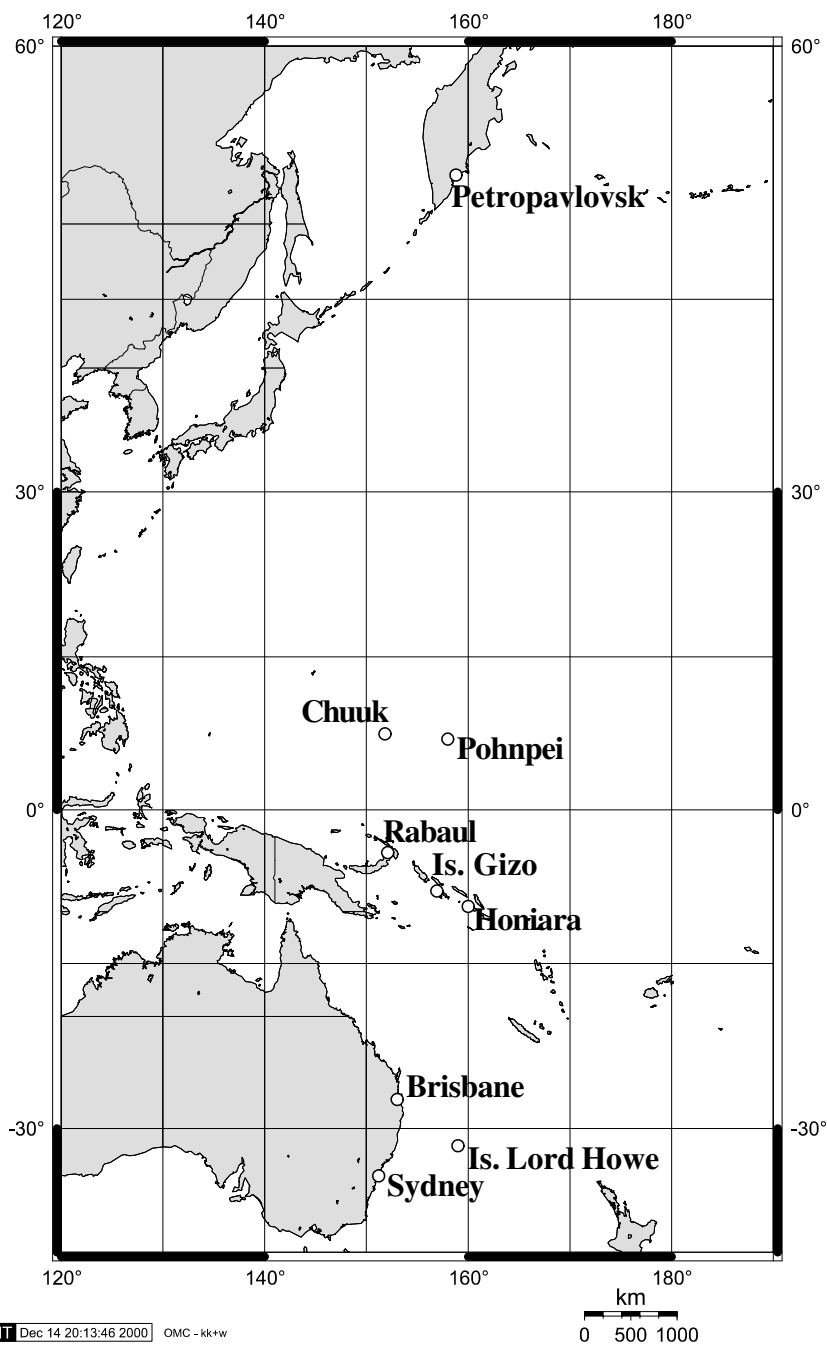 120° 140° 160° 180°
60° 60°
Petropavlovsk
30° 30°
Chuuk
Pohnpei
0° 0°
Rabaul
Is. Gizo
Honiara
Brisbane
-30° -30°
Is. Lord Howe
Sydney
120° 140° 160° 180°
km
0 500 1000
Dec 14 20:13:46 2000 OMC - kk+w